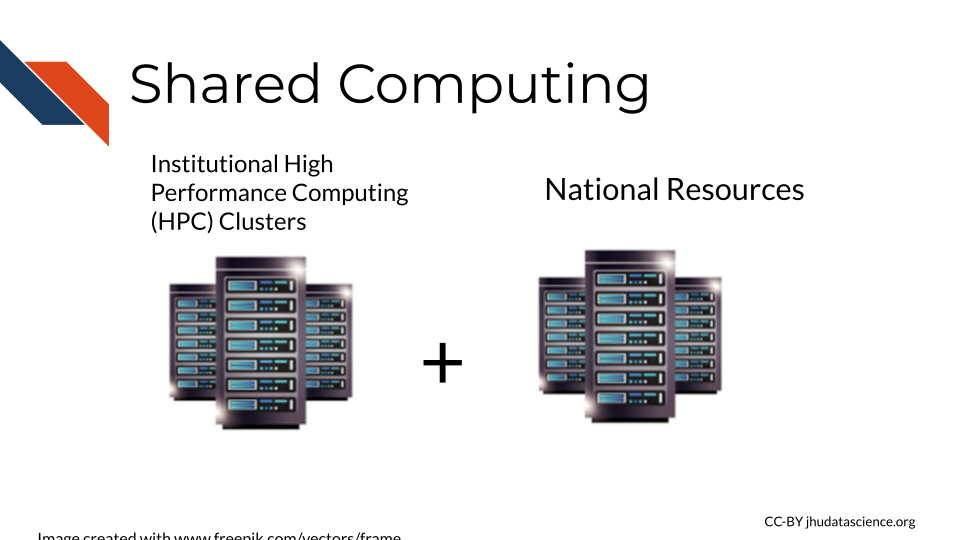 Shared Computing
Institutional High
Performance Computing
(HPC) Clusters
National Resources
+
CC-BY jhudatascience.org
Image created with www.freepik.com/vectors/frame